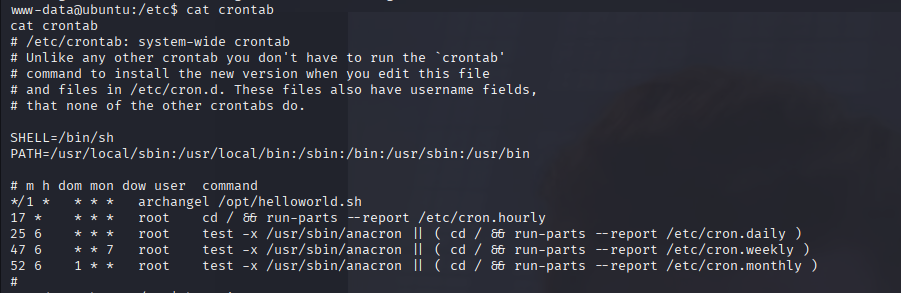 www-data@ubuntu:/etc$ cat crontab
cat crontab
# /etc/crontab: system-wide crontab
# Unlike any other crontab you don't have to run the `crontab'
# command to install the new version when you edit this file
# and files in /etc/cron.d. These files also have username fields,
# that none of the other crontabs do.

SHELL=/bin/sh
PATH=/usr/local/sbin:/usr/local/bin:/sbin:/bin:/usr/sbin:/usr/bin

# m h dom mon dow user  command
*/1 *   * * *   archangel /opt/helloworld.sh
17 *    * * *   root    cd / && run-parts --report /etc/cron.hourly
25 6    * * *   root    test -x /usr/sbin/anacron || ( cd / && run-parts --report /etc/cron.daily )
47 6    * * 7   root    test -x /usr/sbin/anacron || ( cd / && run-parts --report /etc/cron.weekly )
52 6    1 * *   root    test -x /usr/sbin/anacron || ( cd / && run-parts --report /etc/cron.monthly )
#